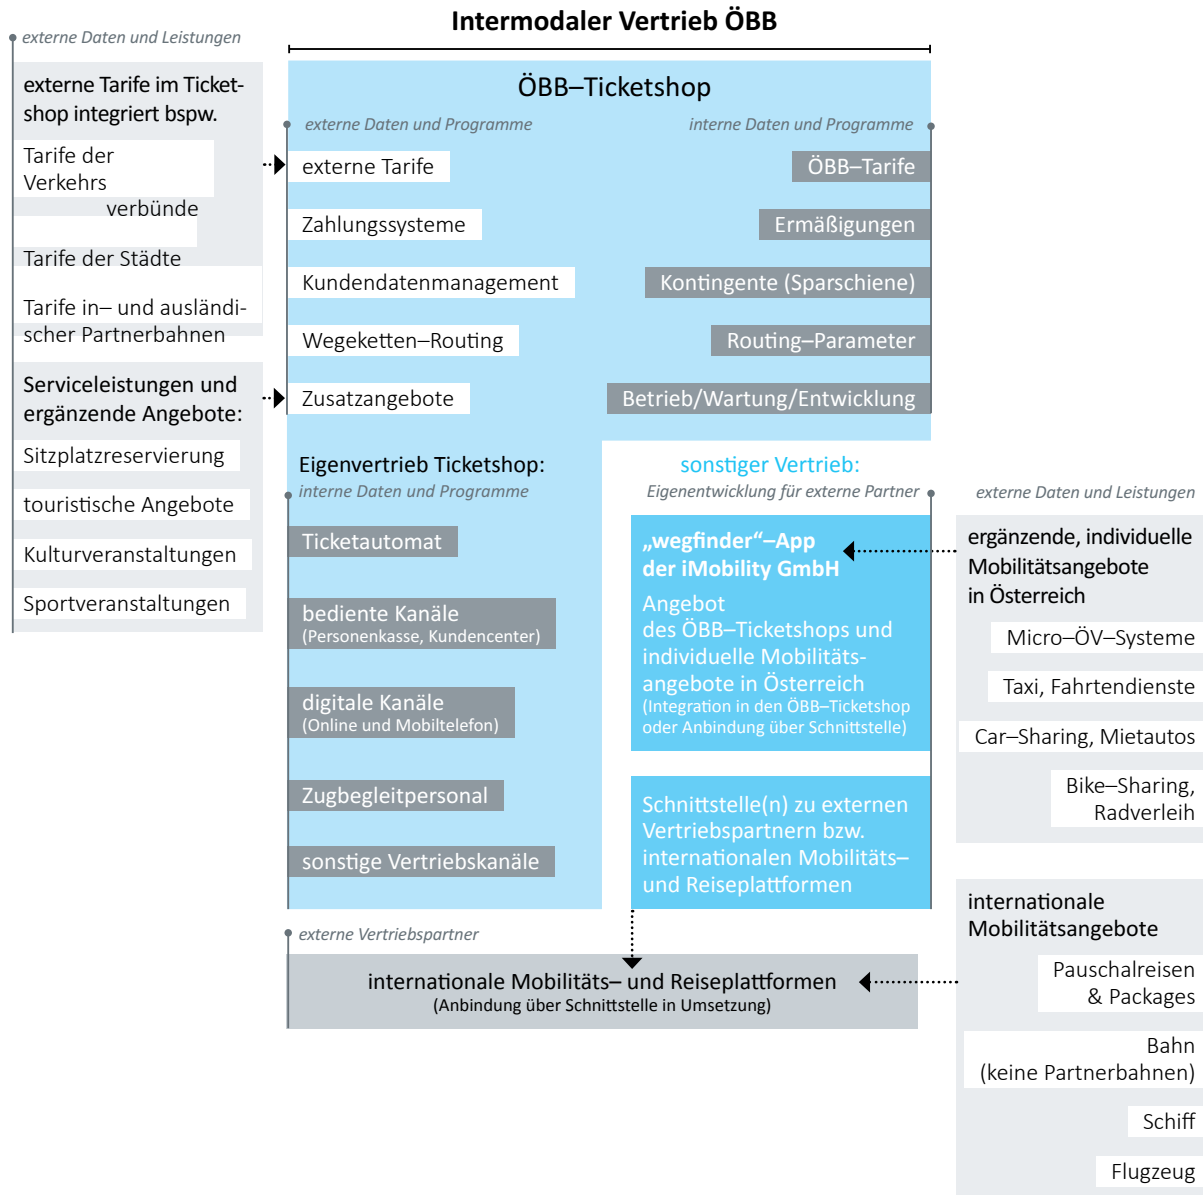 Intermodaler Vertrieb ÖBB
externe Daten und Leistungen
externe Tarife im Ticket-
shop integriert bspw.
Tarife der
Verkehrs
verbünde
Tarife der Städte
Tarife in– und ausländi-
scher Partnerbahnen
Serviceleistungen und
ergänzende Angebote:
Sitzplatzreservierung
touristische Angebote
Kulturveranstaltungen
Sportveranstaltungen
ÖBB–Ticketshop
externe Daten und Programme
externe Tarife
Zahlungssysteme
Kundendatenmanagement
Wegeketten–Routing
Zusatzangebote
interne Daten und Programme
ÖBB–Tarife
Ermäßigungen
Kontingente (Sparschiene)
Routing–Parameter
Betrieb/Wartung/Entwicklung
Eigenvertrieb Ticketshop:
interne Daten und Programme
Ticketautomat
bediente Kanäle
(Personenkasse, Kundencenter)
digitale Kanäle
(Online und Mobiltelefon)
Zugbegleitpersonal
sonstige Vertriebskanäle
sonstiger Vertrieb:
Eigenentwicklung für externe Partner
„wegfinder“–App
der iMobility GmbH
Angebot
des ÖBB–Ticketshops und
individuelle Mobilitäts-
angebote in Österreich
(Integration in den ÖBB–Ticketshop
oder Anbindung über Schnittstelle)
Schnittstelle(n) zu externen
Vertriebspartnern bzw.
internationalen Mobilitäts–
und Reiseplattformen
externe Daten und Leistungen
ergänzende, individuelle
Mobilitätsangebote
in Österreich
Micro–ÖV–Systeme
Taxi, Fahrtendienste
Car–Sharing, Mietautos
Bike–Sharing,
Radverleih
externe Vertriebspartner
internationale Mobilitäts– und Reiseplattformen
(Anbindung über Schnittstelle in Umsetzung)
internationale
Mobilitätsangebote
Pauschalreisen
& Packages
Bahn
(keine Partnerbahnen)
Schiff
Flugzeug